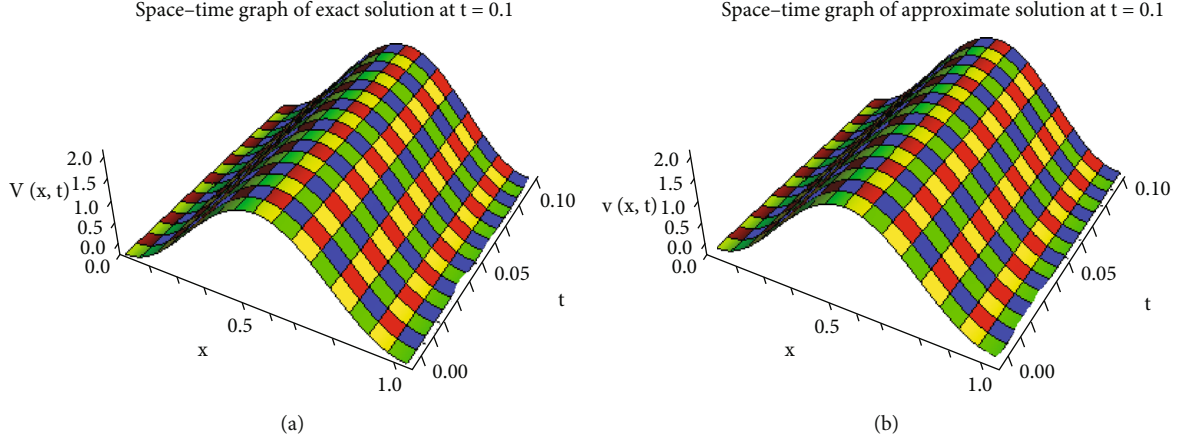 Space–time graph of exact solution at t = 0.1
2.0
1.5
V (x, t)
1.0
0.5
0.0
0.0
0.5
x
1.0
0.00
0.05
t
0.10
(a)
Space–time graph of approximate solution at t = 0.1
2.0
1.5
v (x, t)
1.0
0.5
0.0
0.0
0.5
x
1.0
0.00
0.05
t
0.10
(b)